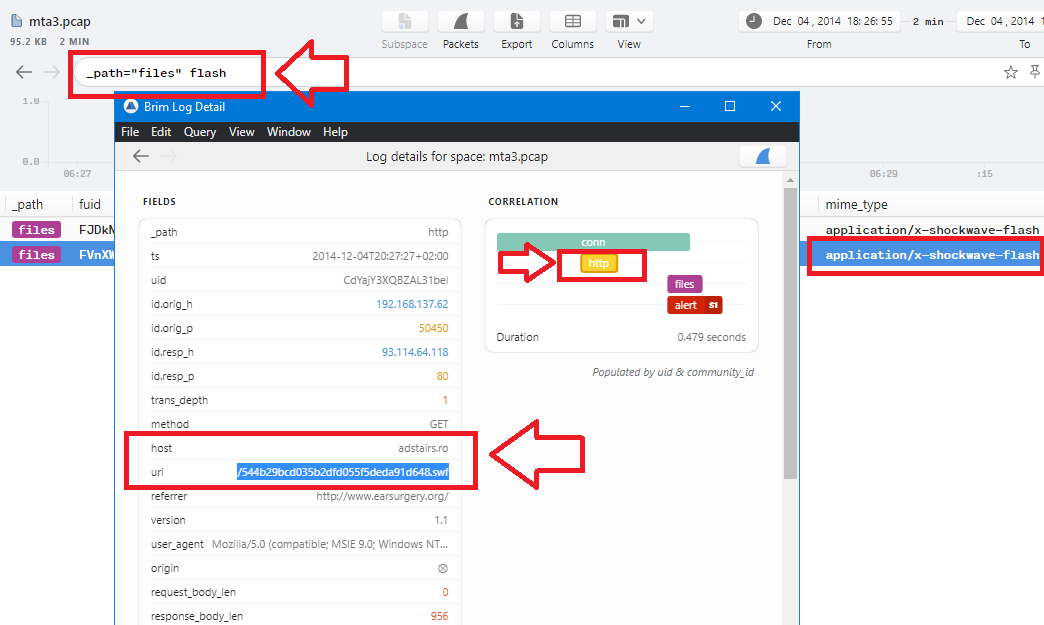 mta3.pcap
95.2 KB 2 MIN
Subspace
Packets
Export
Columns
View
Dec 04 , 2014 18:26:55
2 min
Dec 04 , 2014
From
To
_path="files" flash
1.0
0.0
06:27
06:29
:15
_path
fuid
mime_type
files
application/x-shockwave-flash
files
application/x-shockwave-flash
Brim Log Detail
File Edit Query View Window Help
Log details for space: mta3.pcap
FIELDS
_path http
ts 2014-12-04T20:27:27+02:00
uid CdYajY3XQBZAL31bel
id.orig_h 192.168.137.62
id.orig_p 50450
id.resp_h 93.114.64.118
id.resp_p 80
trans_depth 1
method GET
host adstairs.ro
uri /544b29bcd035b2dfd055f5deda91d648.swf
referrer http://www.earsurgery.org/
version 1.1
user_agent Mozilla/5.0 (compatible; MSIE 9.0; Windows NT...
origin
request_body_len 0
response_body_len 956
CORRELATION
conn
http
files
alert S1
Duration 0.479 seconds
Populated by uid & community_id